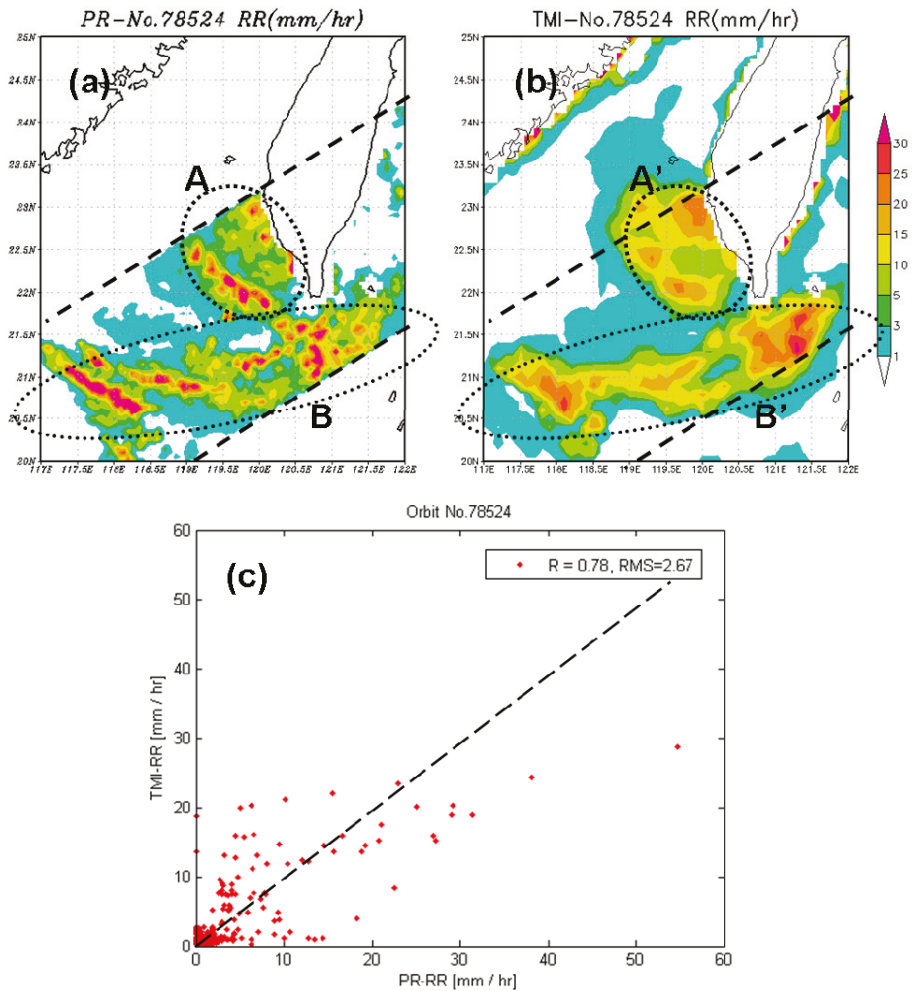 PR-No.78524 RR(mm/hr)
TMI-No.78524 RR(mm/hr)
(a)
25N
24.5N
24N
23.5N
23N
22.5N
22N
21.5N
21N
20.5N
20N
117E 117.5E 118E 118.5E 119E 119.5E 120E 120.5E 121E 121.5E 122E
A
B
(b)
25N
24.5N
24N
23.5N
23N
22.5N
22N
21.5N
21N
20.5N
20N
117E 117.5E 118E 118.5E 119E 119.5E 120E 120.5E 121E 121.5E 122E
A'
B'
30
25
20
15
10
5
3
1
Orbit No.78524
(c)
R = 0.78, RMS=2.67
TMI-RR [mm / hr]
60
50
40
30
20
10
0
0 10 20 30 40 50 60
PR-RR [mm / hr]